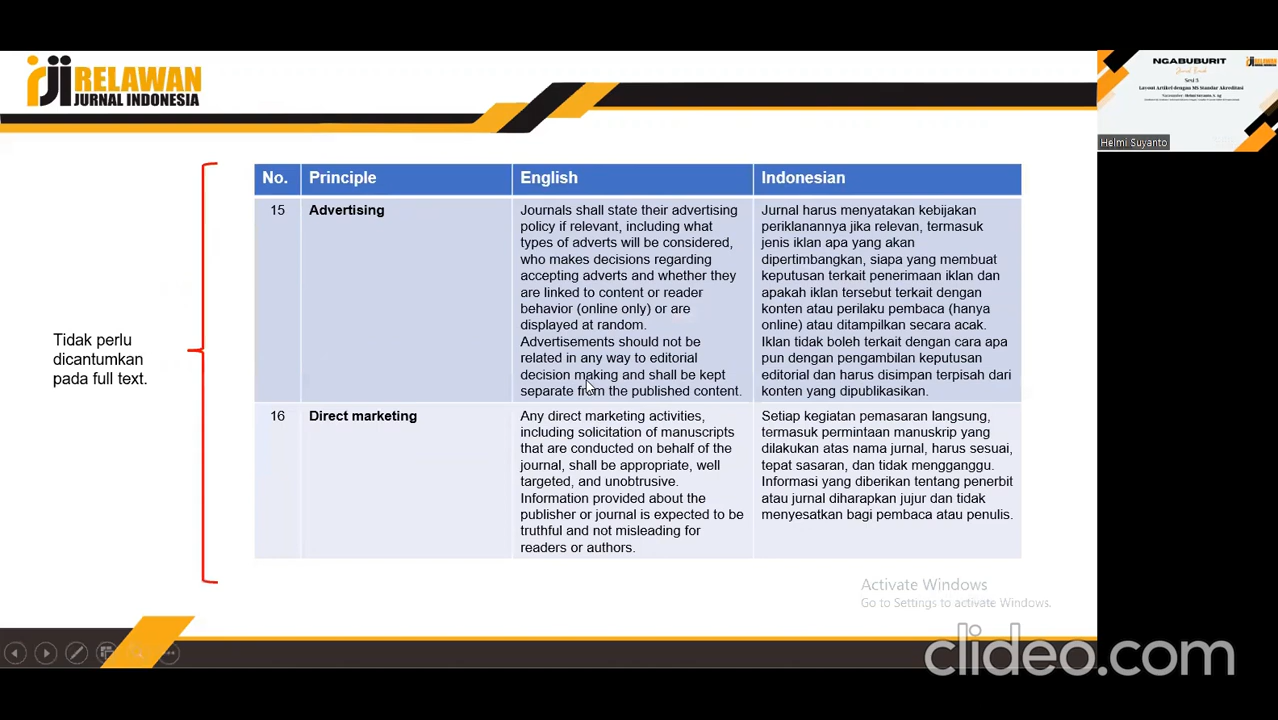 RELAWAN
JURNAL INDONESIA
NGABUBURIT
Sesi 5
Layout Artikel dengan MS Standar Akreditasi
Helmi Suyanto
Tidak perlu
dicantumkan
pada full text.
No. Principle English Indonesian
15 Advertising
Journals shall state their advertising
policy if relevant, including what
types of adverts will be considered,
who makes decisions regarding
accepting adverts and whether they
are linked to content or reader
behavior (online only) or are
displayed at random.
Advertisements should not be
related in any way to editorial
decision making and shall be kept
separate from the published content.
Jurnal harus menyatakan kebijakan
periklanannya jika relevan, termasuk
jenis iklan apa yang akan
dipertimbangkan, siapa yang membuat
keputusan terkait penerimaan iklan dan
apakah iklan tersebut terkait dengan
konten atau perilaku pembaca (hanya
online) atau ditampilkan secara acak.
Iklan tidak boleh terkait dengan cara apa
pun dengan pengambilan keputusan
editorial dan harus disimpan terpisah dari
konten yang dipublikasikan.
16 Direct marketing
Any direct marketing activities,
including solicitation of manuscripts
that are conducted on behalf of the
journal, shall be appropriate, well
targeted, and unobtrusive.
Information provided about the
publisher or journal is expected to be
truthful and not misleading for
readers or authors.
Setiap kegiatan pemasaran langsung,
termasuk permintaan manuskrip yang
dilakukan atas nama jurnal, harus sesuai,
tepat sasaran, dan tidak mengganggu.
Informasi yang diberikan tentang penerbit
atau jurnal diharapkan jujur dan tidak
menyesatkan bagi pembaca atau penulis.
Activate Windows
Go to Settings to activate Windows.
clideo.com